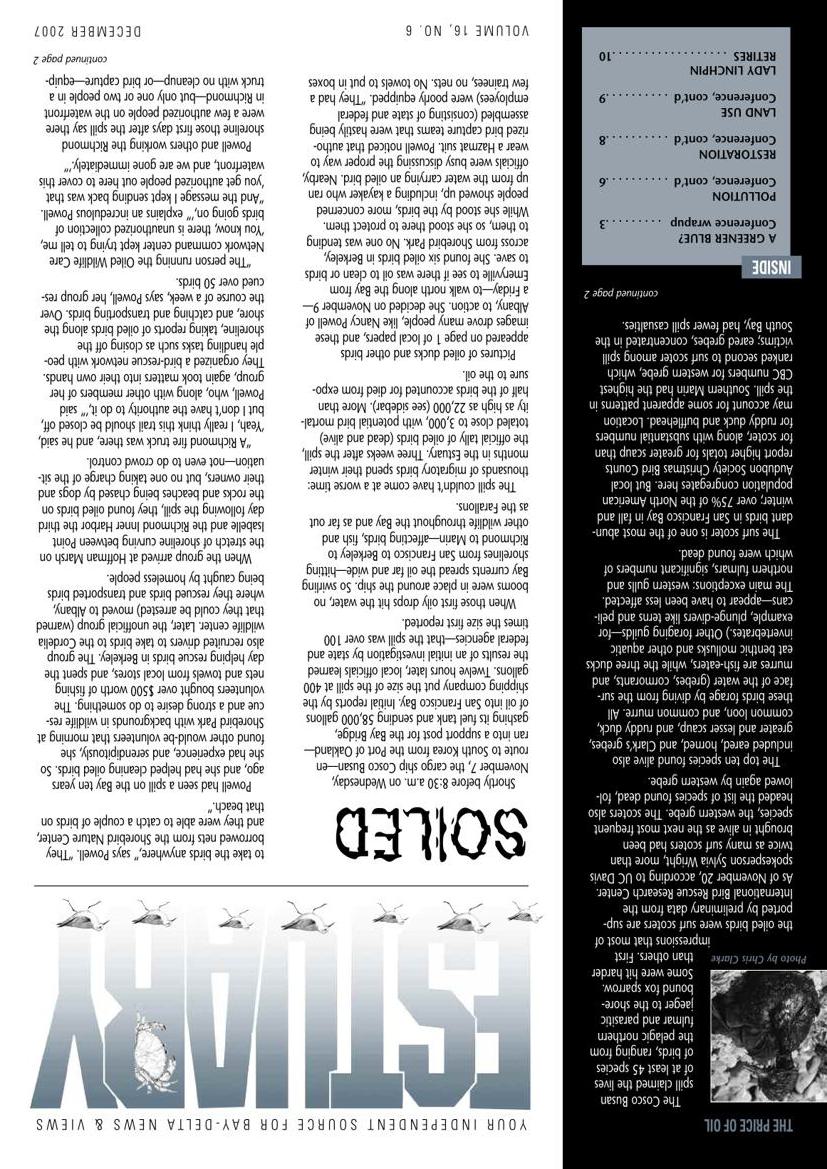 YOUR INDEPENDENT SOURCE FOR BAY-DELTA NEWS & VIEWS
ESTUARY
SOILED
Shortly before 8:30 a.m. on Wednesday,
November 7, the cargo ship Cosco Busan—en
route to South Korea from the Port of Oakland—
ran into a support post for the Bay Bridge,
gashing its fuel tank and sending 58,000 gallons
of oil into San Francisco Bay. Initial reports by the
shipping company put the size of the spill at 400
gallons. Twelve hours later, local officials learned
the results of an initial investigation by state and
federal agencies—that the spill was over 100
times the size first reported.
When those first oily drops hit the water, no
booms were in place around the ship. So swirling
Bay currents spread the oil far and wide—hitting
shorelines from San Francisco to Berkeley to
Richmond to Marin—affecting birds, fish and
other wildlife throughout the Bay and as far out
as the Farallons.
The spill couldn't have come at a worse time:
thousands of migratory birds spend their winter
months in the Estuary. Three weeks after the spill,
the official tally of oiled birds (dead and alive)
totaled close to 3,000, with potential bird mortal-
ity as high as 22,000 (see sidebar). More than
half of the birds accounted for died from expo-
sure to the oil.
Pictures of oiled ducks and other birds
appeared on page 1 of local papers, and these
images drove many people, like Nancy Powell of
Albany, to action. She decided on November 9—
a Friday—to walk north along the Bay from
Emeryville to see if there was oil to clean or birds
to save. She found six oiled birds in Berkeley,
across from Shorebird Park. No one was tending
to them, so she stood there to protect them.
While she stood by the birds, more concerned
people showed up, including a kayaker who ran
up from the water carrying an oiled bird. Nearby,
officials were busy discussing the proper way to
wear a Hazmat suit. Powell noticed that autho-
rized bird capture teams that were hastily being
assembled (consisting of state and federal
employees) were poorly equipped. "They had a
few trainees, no nets. No towels to put in boxes
to take the birds anywhere," says Powell. "They
borrowed nets from the Shorebird Nature Center,
and they were able to catch a couple of birds on
that beach."
Powell had seen a spill on the Bay ten years
ago, and she had helped cleaning oiled birds. So
she had experience, and serendipitously, she
found other would-be volunteers that morning at
Shorebird Park with backgrounds in wildlife res-
cue and a strong desire to do something. The
volunteers bought over $500 worth of fishing
nets and towels from local stores, and spent the
day helping rescue birds in Berkeley. The group
also recruited drivers to take birds to the Cordelia
wildlife center. Later, the unofficial group (warned
that they could be arrested) moved to Albany,
where they rescued birds and transported birds
being caught by homeless people.
When the group arrived at Hoffman Marsh on
the stretch of shoreline curving between Point
Isabelle and the Richmond Inner Harbor the third
day following the spill, they found oiled birds on
the rocks and beaches being chased by dogs and
their owners, but no one taking charge of the sit-
uation—not even to do crowd control.
"A Richmond fire truck was there, and he said,
'Yeah, I really think this trail should be closed off,
but I don't have the authority to do it,'" said
Powell, who, along with other members of her
group, again took matters into their own hands.
They organized a bird-rescue network with peo-
ple handling tasks such as closing off the
shoreline, taking reports of oiled birds along the
shore, and catching and transporting birds. Over
the course of a week, says Powell, her group res-
cued over 50 birds.
"The person running the Oiled Wildlife Care
Network command center kept trying to tell me,
'You know, there is unauthorized collection of
birds going on,'" explains an incredulous Powell.
"And the message I kept sending back was that
'you get authorized people out here to cover this
waterfront, and we are gone immediately.'"
Powell and others working the Richmond
shoreline those first days after the spill say there
were a few authorized people on the waterfront
in Richmond—but only one or two people in a
truck with no cleanup—or bird capture—equip-
continued page 2
VOLUME 16, NO. 6
DECEMBER 2007
THE PRICE OF OIL
The Cosco Busan
spill claimed the lives
of at least 45 species
of birds, ranging from
the pelagic northern
fulmar and parasitic
jaeger to the shore-
bound fox sparrow.
Some were hit harder
than others. First
impressions that most of
the oiled birds were surf scoters are sup-
ported by preliminary data from the
International Bird Rescue Research Center.
As of November 20, according to UC Davis
spokesperson Sylvia Wright, more than
twice as many surf scoters had been
brought in alive as the next most frequent
species, the western grebe. The scoters also
headed the list of species found dead, fol-
lowed again by western grebe.
The top ten species found alive also
included eared, horned, and Clark's grebes,
greater and lesser scaup, and ruddy duck,
common loon, and common murre. All
these birds forage by diving from the sur-
face of the water (grebes, cormorants, and
murres are fish-eaters, while the three ducks
eat benthic mollusks and other aquatic
invertebrates.) Other foraging guilds—for
example, plunge-divers like terns and peli-
cans—appear to have been less affected.
The main exceptions: western gulls and
northern fulmars, significant numbers of
which were found dead.
The surf scoter is one of the most abun-
dant birds in San Francisco Bay in fall and
winter, over 75% of the North American
population congregates here. But local
Audubon Society Christmas Bird Counts
report higher totals for greater scaup than
for scoter, along with substantial numbers
for ruddy duck and bufflehead. Location
may account for some apparent patterns in
the spill. Southern Marin had the highest
CBC numbers for western grebe, which
ranked second to surf scoter among spill
victims; eared grebes, concentrated in the
South Bay, had fewer spill casualties.
continued page 2
Photo by Chris Clarke
INSIDE
A GREENER BLUE?
Conference wrapup .........3
POLLUTION
Conference, cont'd .........6
RESTORATION
Conference, cont'd .........8
LAND USE
Conference, cont'd .........9
LADY LINCHPIN
RETIRES ..................10